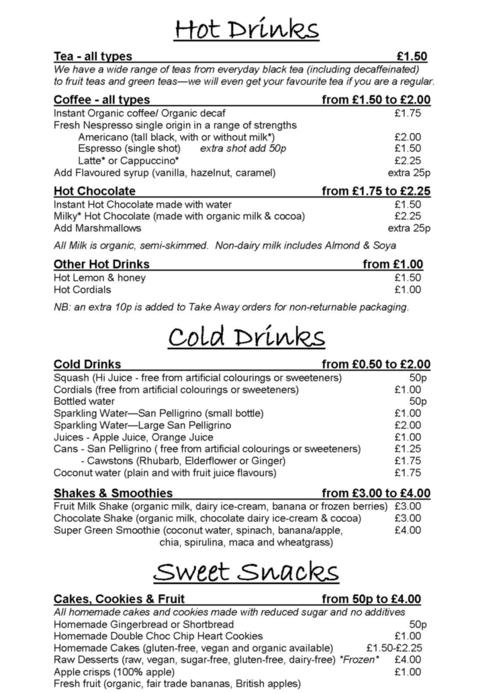 Hot Drinks
Tea - all types £1.50
We have a wide range of teas from everyday black tea (including decaffeinated)
to fruit teas and green teas—we will even get your favourite tea if you are a regular.
Coffee - all types from £1.50 to £2.00
Instant Organic coffee/ Organic decaf £1.75
Fresh Nespresso single origin in a range of strengths
Americano (tall black, with or without milk*) £2.00
Espresso (single shot) extra shot add 50p £1.50
Latte* or Cappuccino* £2.25
Add Flavoured syrup (vanilla, hazelnut, caramel) extra 25p
Hot Chocolate from £1.75 to £2.25
Instant Hot Chocolate made with water £1.50
Milky* Hot Chocolate (made with organic milk & cocoa) £2.25
Add Marshmallows extra 25p
All Milk is organic, semi-skimmed. Non-dairy milk includes Almond & Soya
Other Hot Drinks from £1.00
Hot Lemon & honey £1.50
Hot Cordials £1.00
NB: an extra 10p is added to Take Away orders for non-returnable packaging.
Cold Drinks
Cold Drinks from £0.50 to £2.00
Squash (Hi Juice - free from artificial colourings or sweeteners) 50p
Cordials (free from artificial colourings or sweeteners) £1.00
Bottled water 50p
Sparkling Water—San Pelligrino (small bottle) £1.00
Sparkling Water—Large San Pelligrino £2.00
Juices - Apple Juice, Orange Juice £1.00
Cans - San Pelligrino ( free from artificial colourings or sweeteners) £1.25
- Cawstons (Rhubarb, Elderflower or Ginger) £1.75
Coconut water (plain and with fruit juice flavours) £1.75
Shakes & Smoothies from £3.00 to £4.00
Fruit Milk Shake (organic milk, dairy ice-cream, banana or frozen berries) £3.00
Chocolate Shake (organic milk, chocolate dairy ice-cream & cocoa) £3.00
Super Green Smoothie (coconut water, spinach, banana/apple, £4.00
chia, spirulina, maca and wheatgrass)
Sweet Snacks
Cakes, Cookies & Fruit from 50p to £4.00
All homemade cakes and cookies made with reduced sugar and no additives
Homemade Gingerbread or Shortbread 50p
Homemade Double Choc Chip Heart Cookies £1.00
Homemade Cakes (gluten-free, vegan and organic available) £1.50-£2.25
Raw Desserts (raw, vegan, sugar-free, gluten-free, dairy-free) *Frozen* £4.00
Apple crisps (100% apple) £1.00
Fresh fruit (organic, fair trade bananas, British apples)